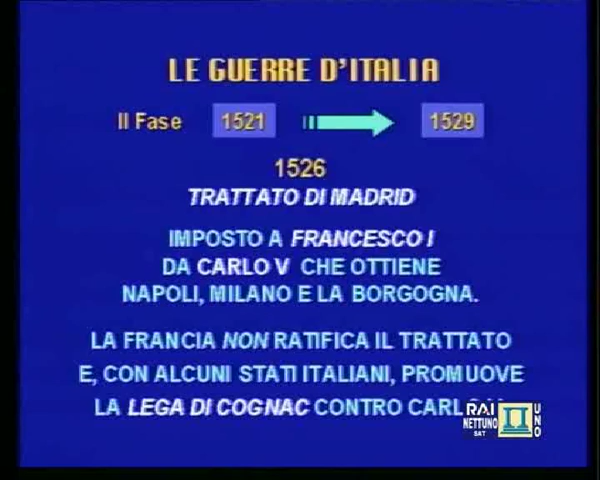 LE GUERRE D'ITALIA
II Fase 1521 1529
1526
TRATTATO DI MADRID
IMPOSTO A FRANCESCO I
DA CARLO V CHE OTTIENE
NAPOLI, MILANO E LA BORGOGNA.
LA FRANCIA NON RATIFICA IL TRATTATO
E, CON ALCUNI STATI ITALIANI, PROMUOVE
LA LEGA DI COGNAC CONTRO
RAI
NETTUNO
SAT
UNO